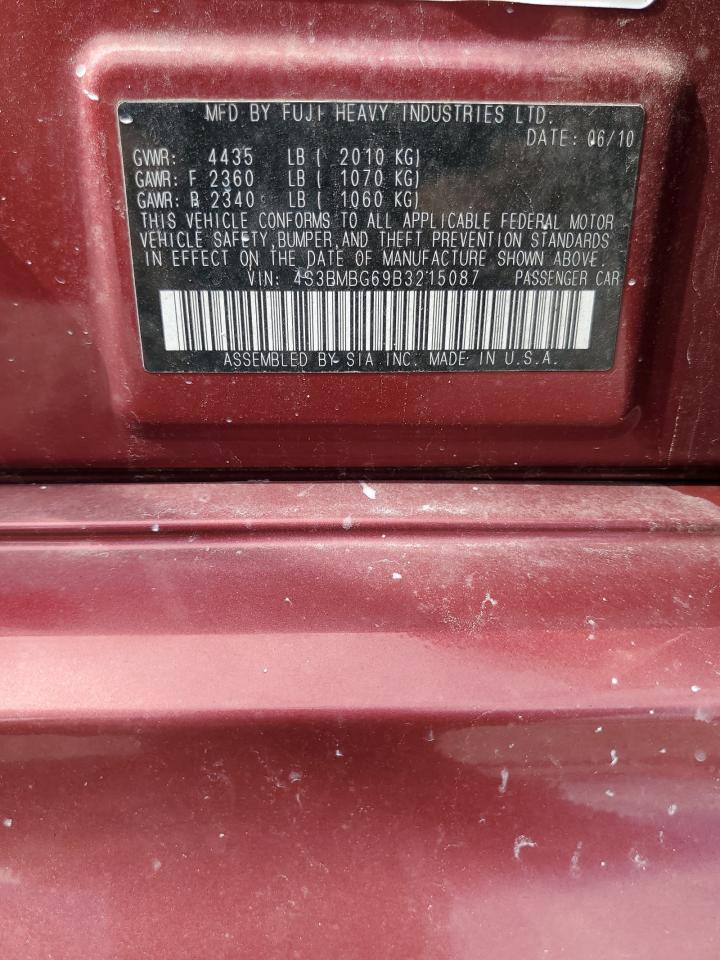 MFD BY FUJI HEAVY INDUSTRIES LTD.
DATE: 06/10
GVWR: 4435 LB ( 2010 KG)
GAWR: F 2360 LB ( 1070 KG)
GAWR: R 2340 LB ( 1060 KG)
THIS VEHICLE CONFORMS TO ALL APPLICABLE FEDERAL MOTOR
VEHICLE SAFETY, BUMPER, AND THEFT PREVENTION STANDARDS
IN EFFECT ON THE DATE OF MANUFACTURE SHOWN ABOVE.
VIN: 4S3BMBG69B3215087 PASSENGER CAR
ASSEMBLED BY SIA INC. MADE IN U.S.A.